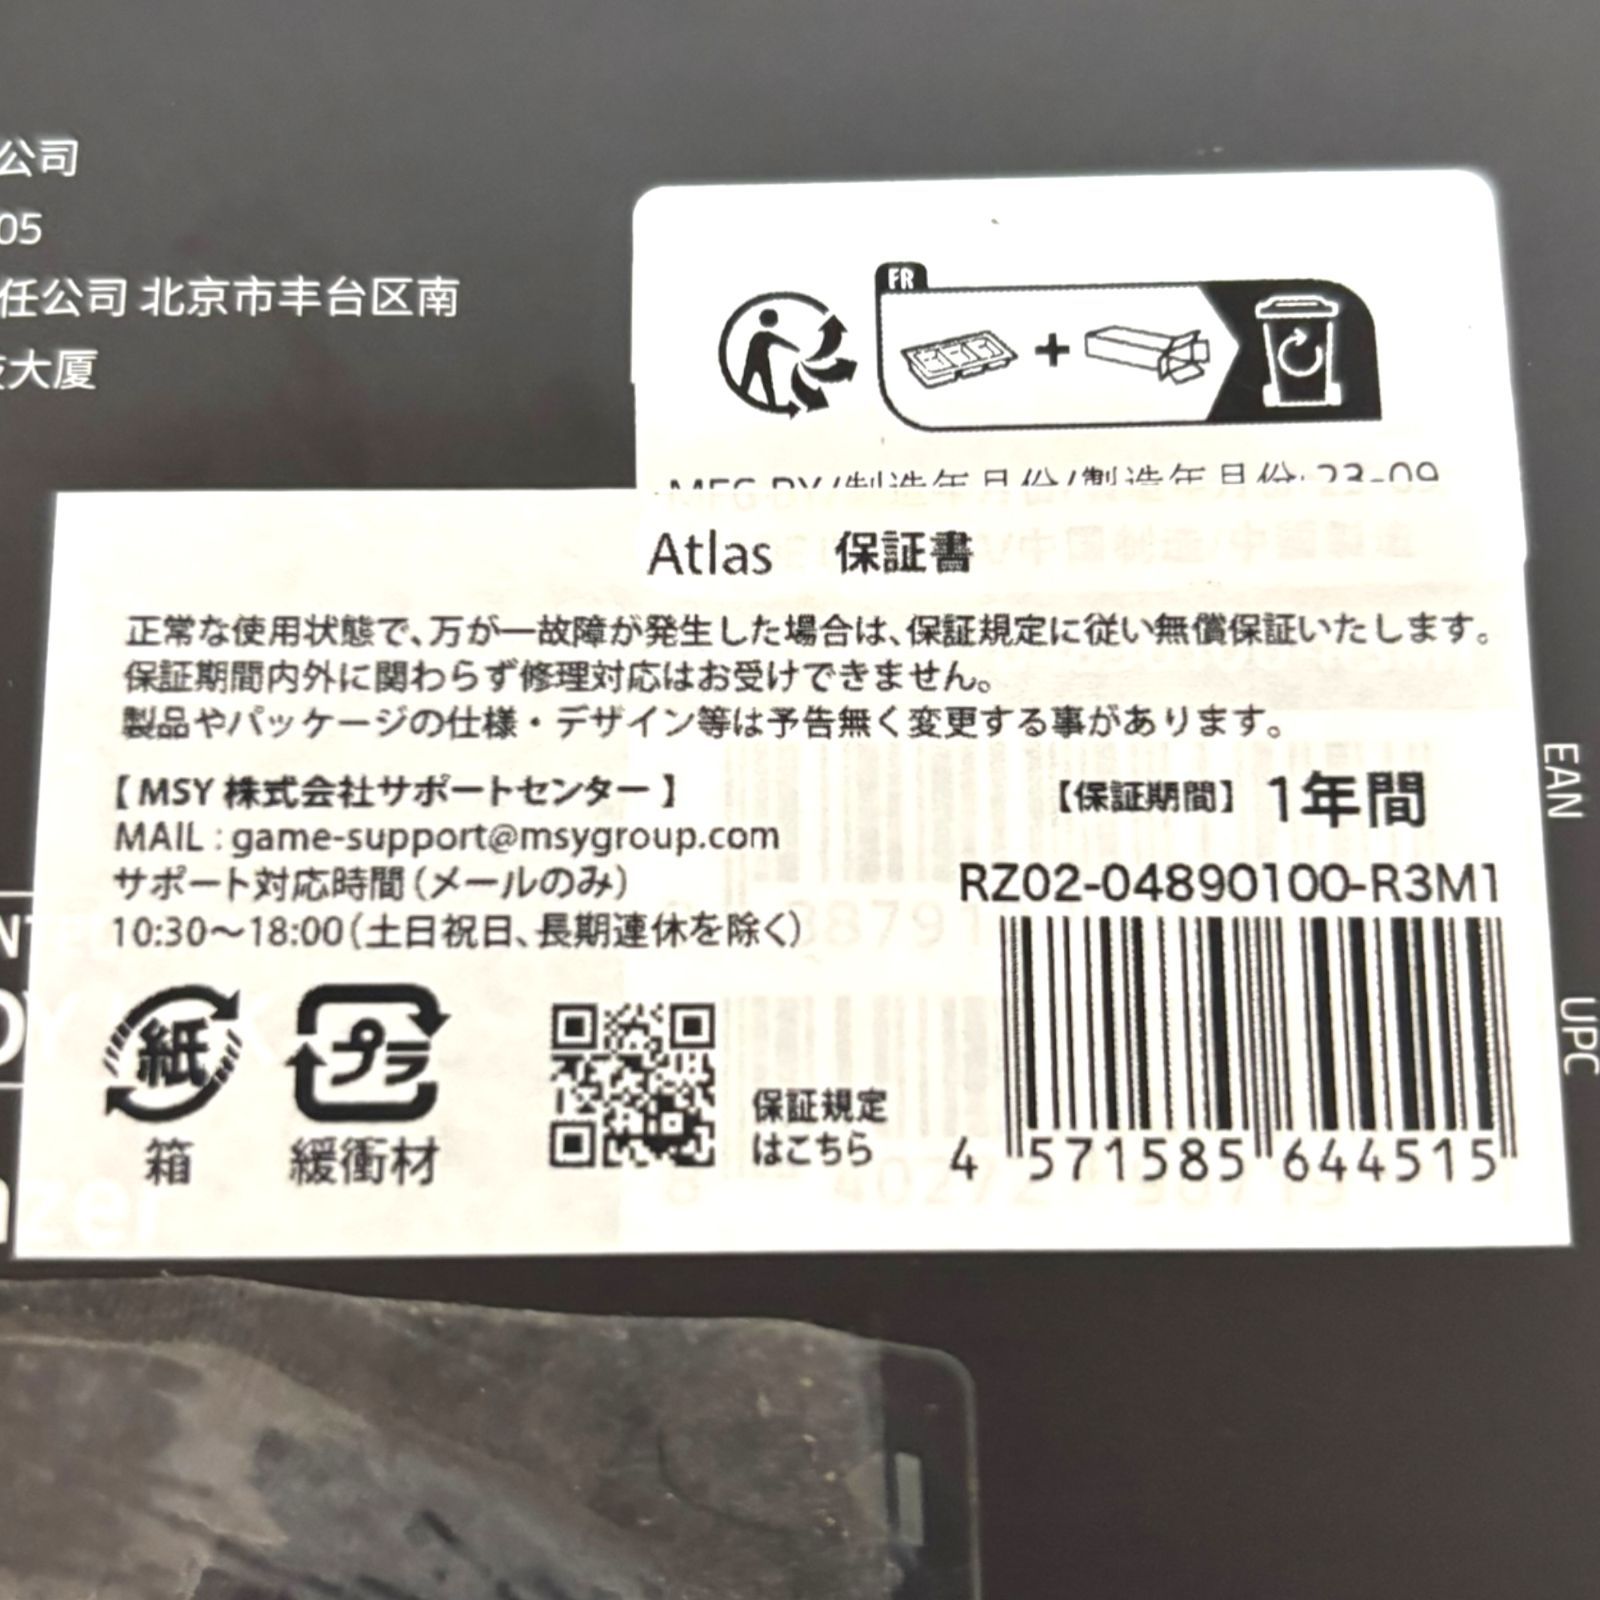 公司
05
任公司 北京市丰台区南
大厦
FR
MFG BY/制造年月份/製造年月份: 23-09
Atlas 保証書
正常な使用状態で、万が一故障が発生した場合は、保証規定に従い無償保証いたします。
保証期間内外に関わらず修理対応はお受けできません。
製品やパッケージの仕様・デザイン等は予告無く変更する事があります。
【 MSY 株式会社サポートセンター 】
MAIL : game-support@msygroup.com
サポート対応時間(メールのみ)
10:30～18:00(土日祝日、長期連休を除く)
【保証期間】 1年間
RZ02-04890100-R3M1
紙
箱
プラ
緩衝材
保証規定
はこちら
4 571585 644515
EAN
UPC